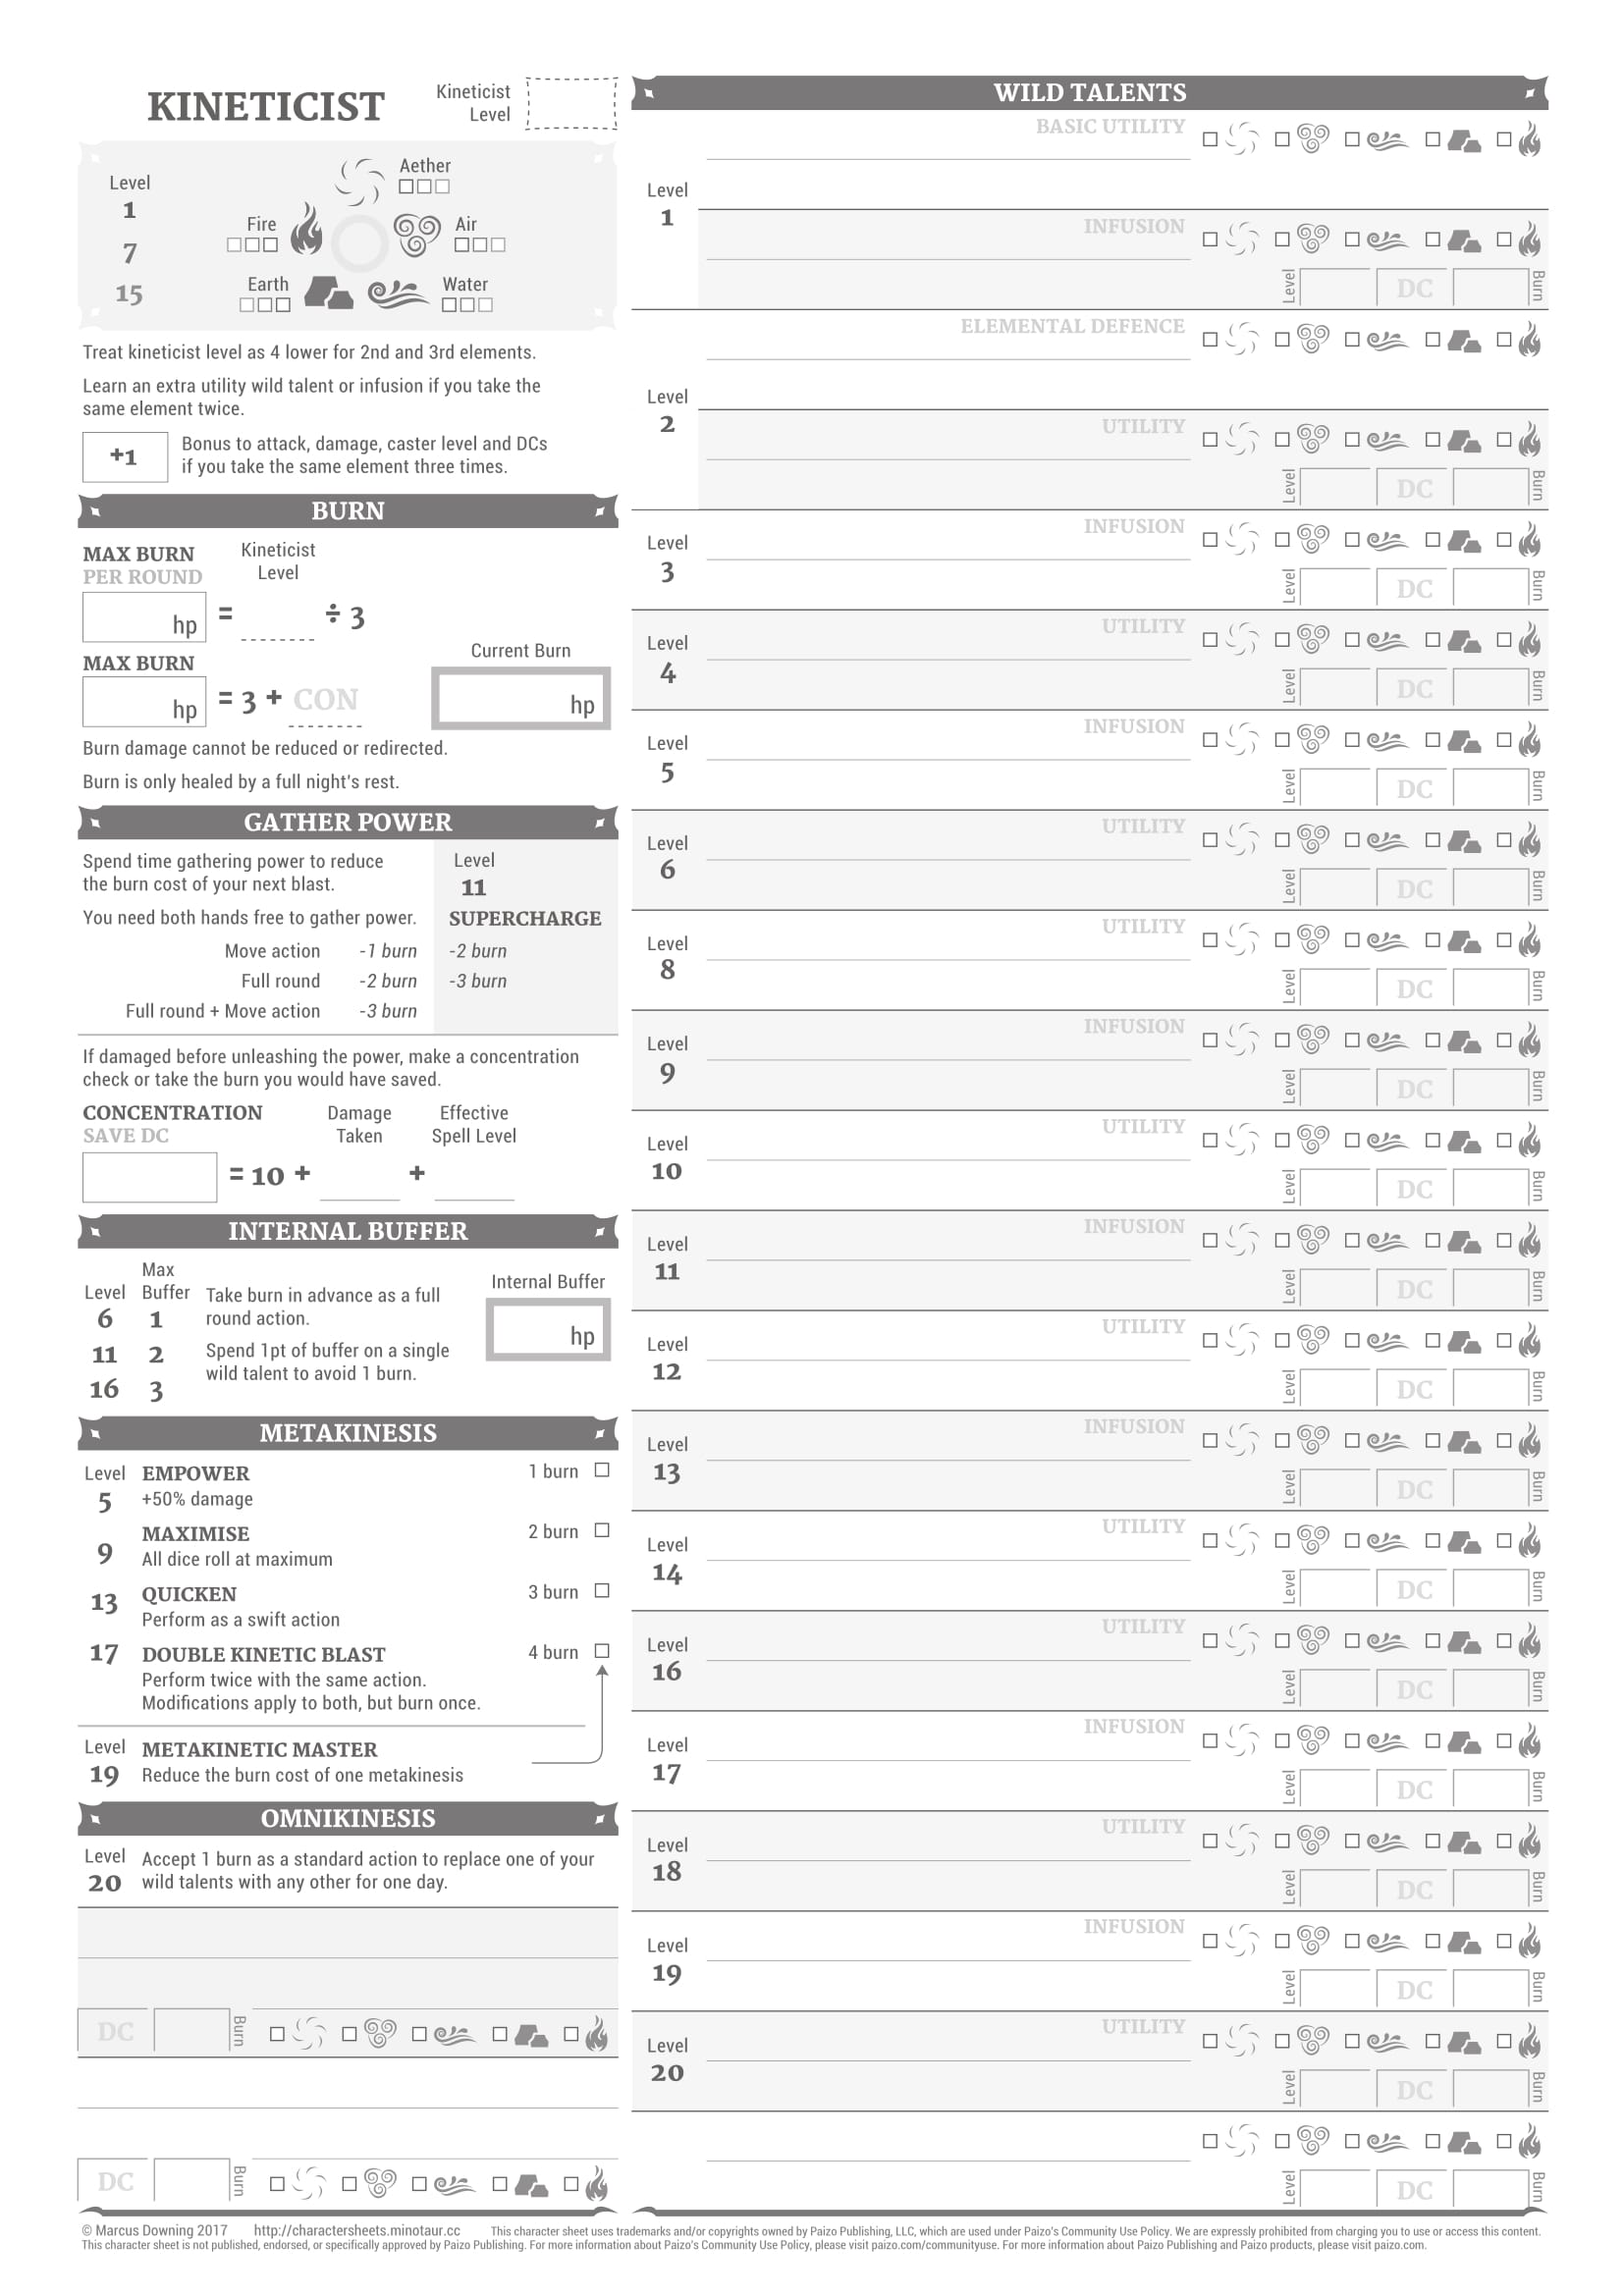 KINETICIST
Kineticist
Level
Level
1
7
15
Aether
Fire
Air
Earth
Water
Treat kineticist level as 4 lower for 2nd and 3rd elements.
Learn an extra utility wild talent or infusion if you take the
same element twice.
+1
Bonus to attack, damage, caster level and DCs
if you take the same element three times.
BURN
MAX BURN
PER ROUND
Kineticist
Level
hp = ÷ 3
MAX BURN
hp = 3 + CON
Current Burn
hp
Burn damage cannot be reduced or redirected.
Burn is only healed by a full night's rest.
GATHER POWER
Spend time gathering power to reduce
the burn cost of your next blast.
You need both hands free to gather power.
Level
11
SUPERCHARGE
Move action -1 burn -2 burn
Full round -2 burn -3 burn
Full round + Move action -3 burn
If damaged before unleashing the power, make a concentration
check or take the burn you would have saved.
CONCENTRATION
SAVE DC
Damage
Taken
Effective
Spell Level
= 10 + +
INTERNAL BUFFER
Level
Max
Buffer
6 1
11 2
16 3
Take burn in advance as a full
round action.
Spend 1pt of buffer on a single
wild talent to avoid 1 burn.
Internal Buffer
hp
METAKINESIS
Level
5
EMPOWER 1 burn
+50% damage
9
MAXIMISE 2 burn
All dice roll at maximum
13
QUICKEN 3 burn
Perform as a swift action
17
DOUBLE KINETIC BLAST 4 burn
Perform twice with the same action.
Modifications apply to both, but burn once.
Level
19
METAKINETIC MASTER
Reduce the burn cost of one metakinesis
OMNIKINESIS
Level
20
Accept 1 burn as a standard action to replace one of your
wild talents with any other for one day.
DC Burn
DC Burn
WILD TALENTS
Level
1
BASIC UTILITY
INFUSION
Level DC Burn
Level
2
ELEMENTAL DEFENCE
UTILITY
Level DC Burn
Level
3
INFUSION
Level DC Burn
Level
4
UTILITY
Level DC Burn
Level
5
INFUSION
Level DC Burn
Level
6
UTILITY
Level DC Burn
Level
8
UTILITY
Level DC Burn
Level
9
INFUSION
Level DC Burn
Level
10
UTILITY
Level DC Burn
Level
11
INFUSION
Level DC Burn
Level
12
UTILITY
Level DC Burn
Level
13
INFUSION
Level DC Burn
Level
14
UTILITY
Level DC Burn
Level
16
UTILITY
Level DC Burn
Level
17
INFUSION
Level DC Burn
Level
18
UTILITY
Level DC Burn
Level
19
INFUSION
Level DC Burn
Level
20
UTILITY
Level DC Burn
Level DC Burn
© Marcus Downing 2017 http://charactersheets.minotaur.cc This character sheet uses trademarks and/or copyrights owned by Paizo Publishing, LLC, which are used under Paizo's Community Use Policy. We are expressly prohibited from charging you to use or access this content.
This character sheet is not published, endorsed, or specifically approved by Paizo Publishing. For more information about Paizo's Community Use Policy, please visit paizo.com/communityuse. For more information about Paizo Publishing and Paizo products, please visit paizo.com.